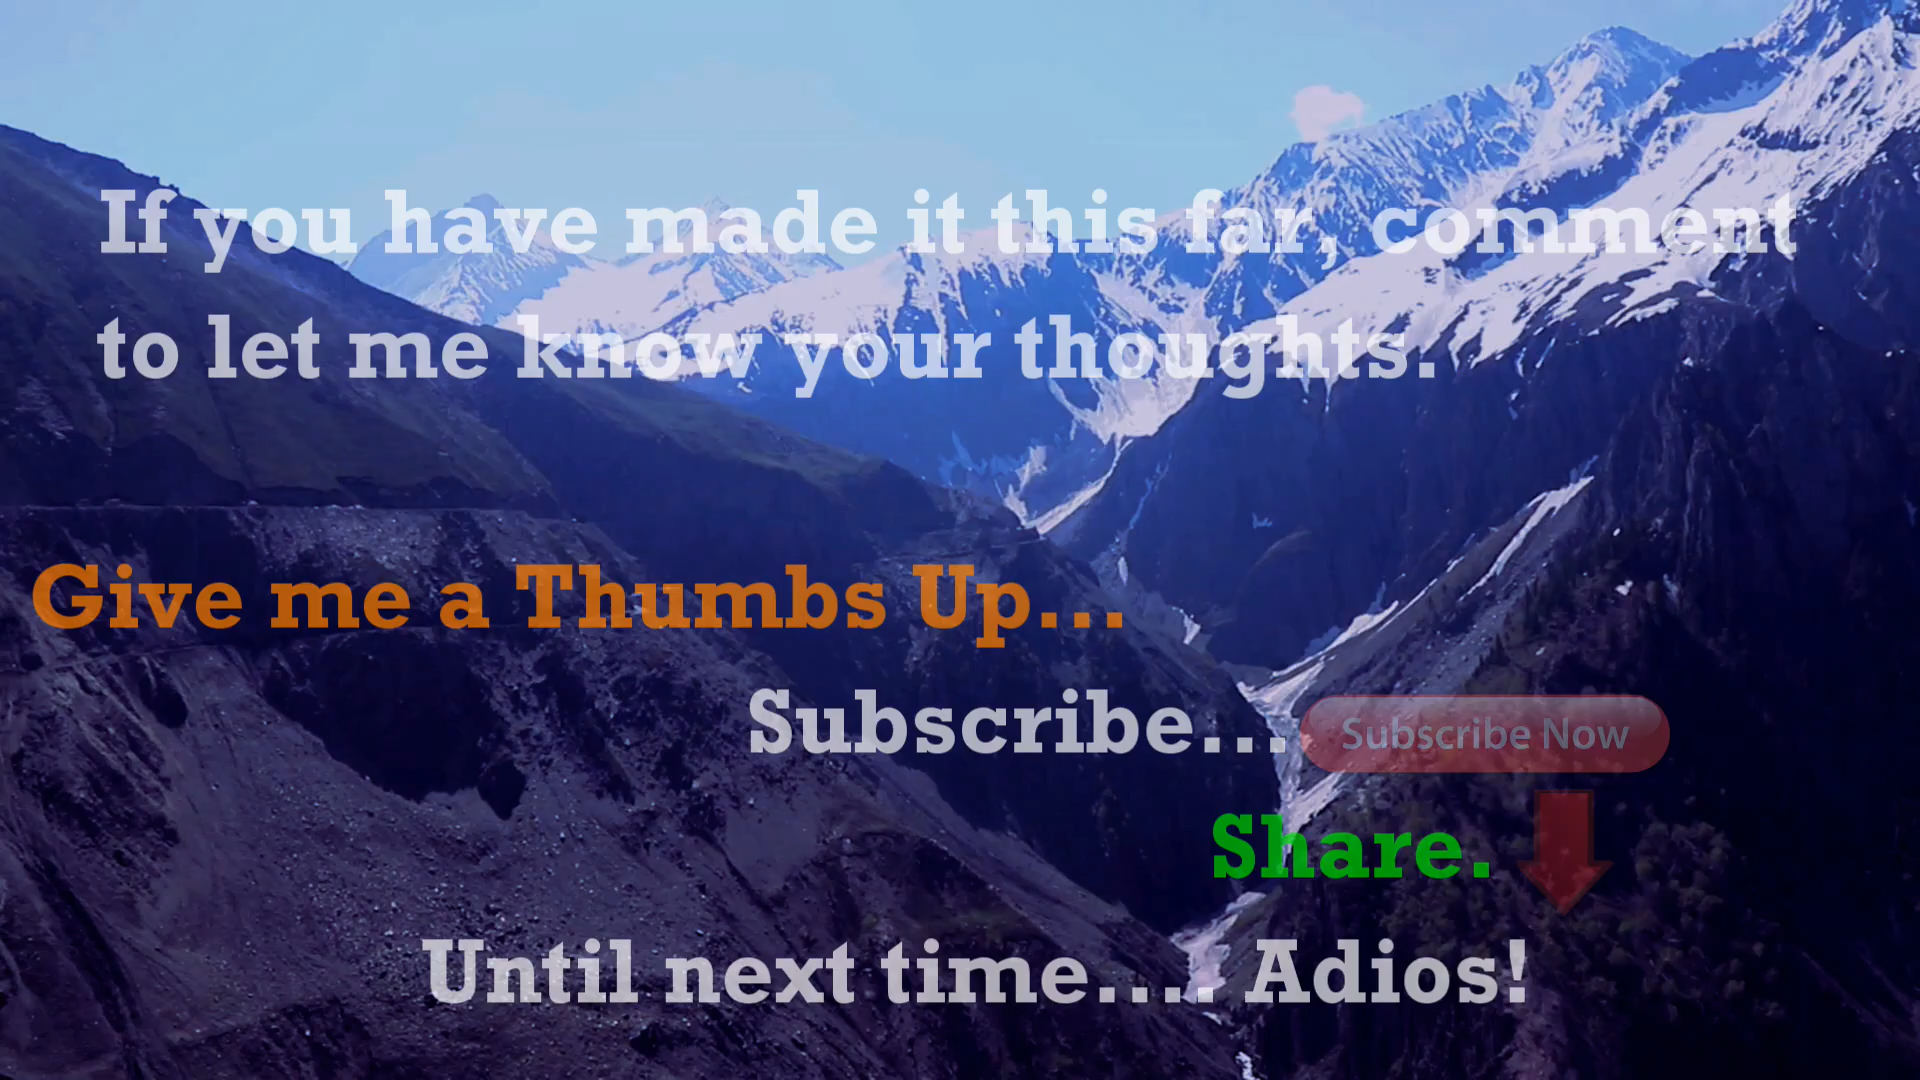 If you have made it this far, comment
to let me know your thoughts.
Give me a Thumbs Up...
Subscribe...
Subscribe Now
Share.
Until next time.... Adios!